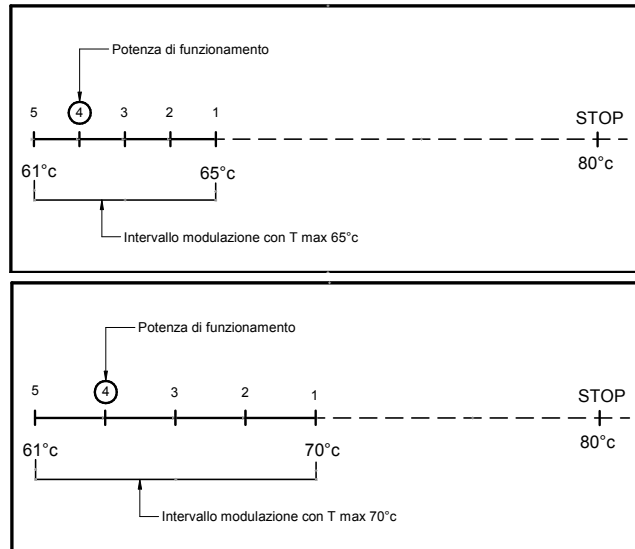 Potenza di funzionamento
5 4 3 2 1 STOP
61°c 65°c 80°c
Intervallo modulazione con T max 65°c
Potenza di funzionamento
5 4 3 2 1 STOP
61°c 70°c 80°c
Intervallo modulazione con T max 70°c